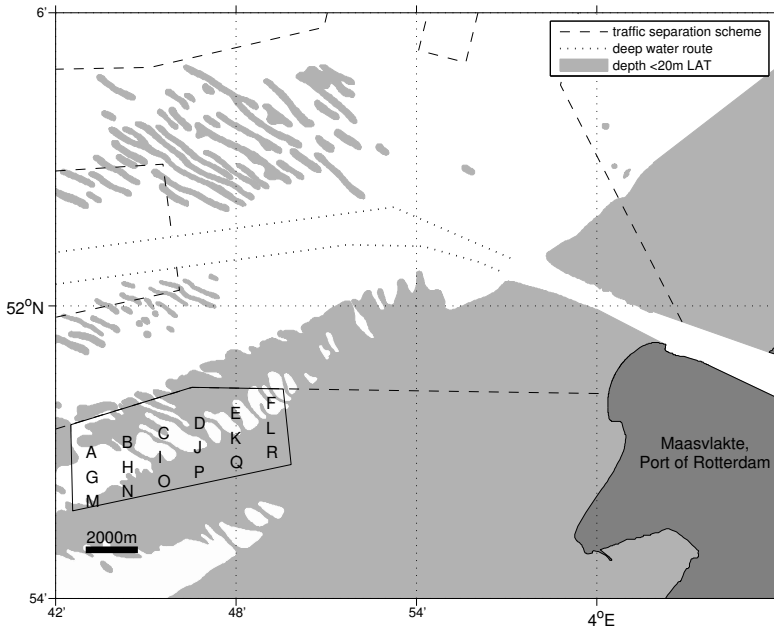 6'
traffic separation scheme
deep water route
depth <20m LAT
52°N
F
E
D
L
C
B
K
J
R
A
I
H
Q
G
P
O
N
M
Maasvlakte,
Port of Rotterdam
2000m
54'
42'
48'
54'
4°E